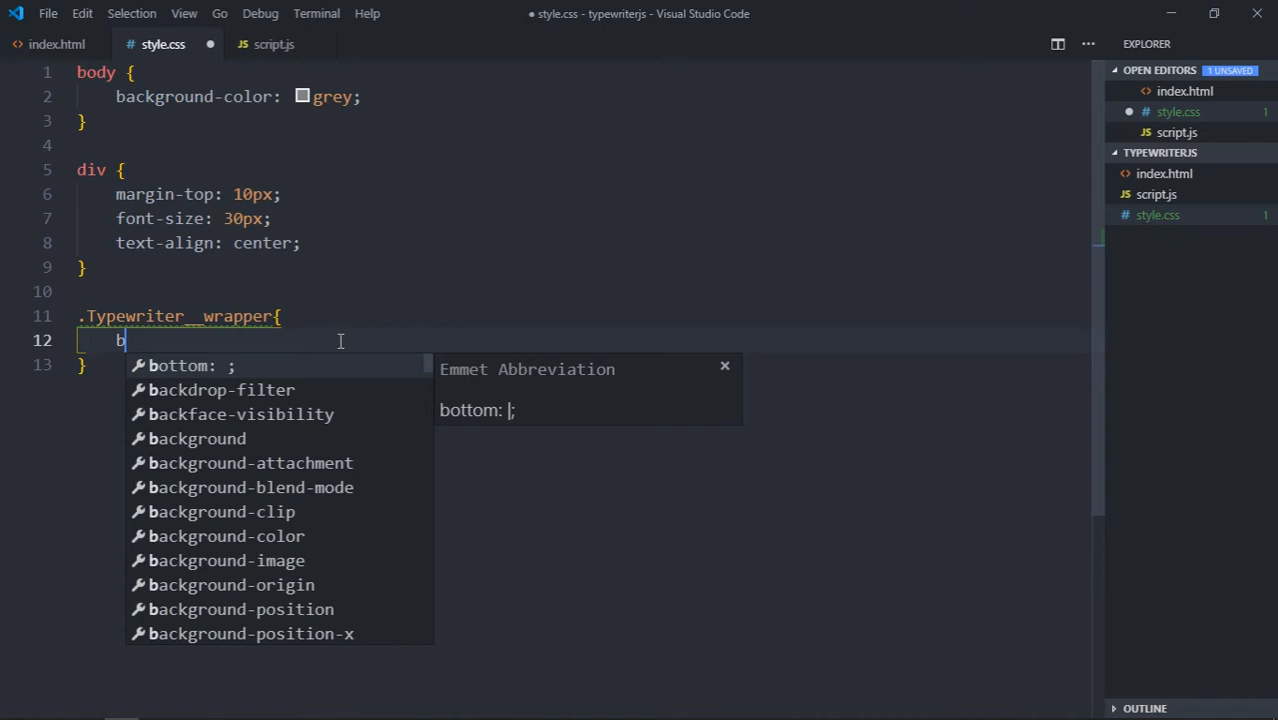 File Edit Selection View Go Debug Terminal Help ● style.css - typewriterjs - Visual Studio Code
<> index.html # style.css ● JS script.js EXPLORER
OPEN EDITORS 1 UNSAVED
<> index.html
● # style.css 1
JS script.js
TYPEWRITERJS
<> index.html
JS script.js
# style.css 1
OUTLINE
1 body {
2 background-color: grey;
3 }
4
5 div {
6 margin-top: 10px;
7 font-size: 30px;
8 text-align: center;
9 }
10
11 .Typewriter__wrapper{
12 b
13 }
bottom: ;
backdrop-filter
backface-visibility
background
background-attachment
background-blend-mode
background-clip
background-color
background-image
background-origin
background-position
background-position-x
Emmet Abbreviation
bottom: |;